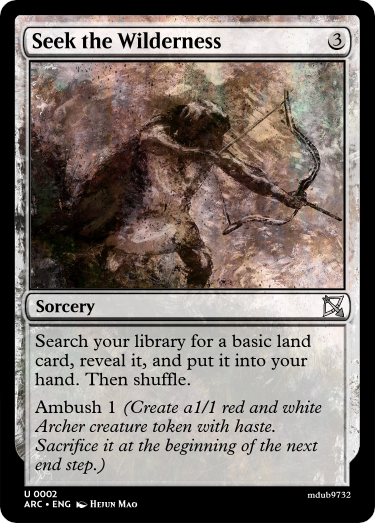 Seek the Wilderness 3
Sorcery
Search your library for a basic land
card, reveal it, and put it into your
hand. Then shuffle.
Ambush 1 (Create a1/1 red and white
Archer creature token with haste.
Sacrifice it at the beginning of the next
end step.)
U 0002
mdub9732
ARC • ENG Hejun Mao